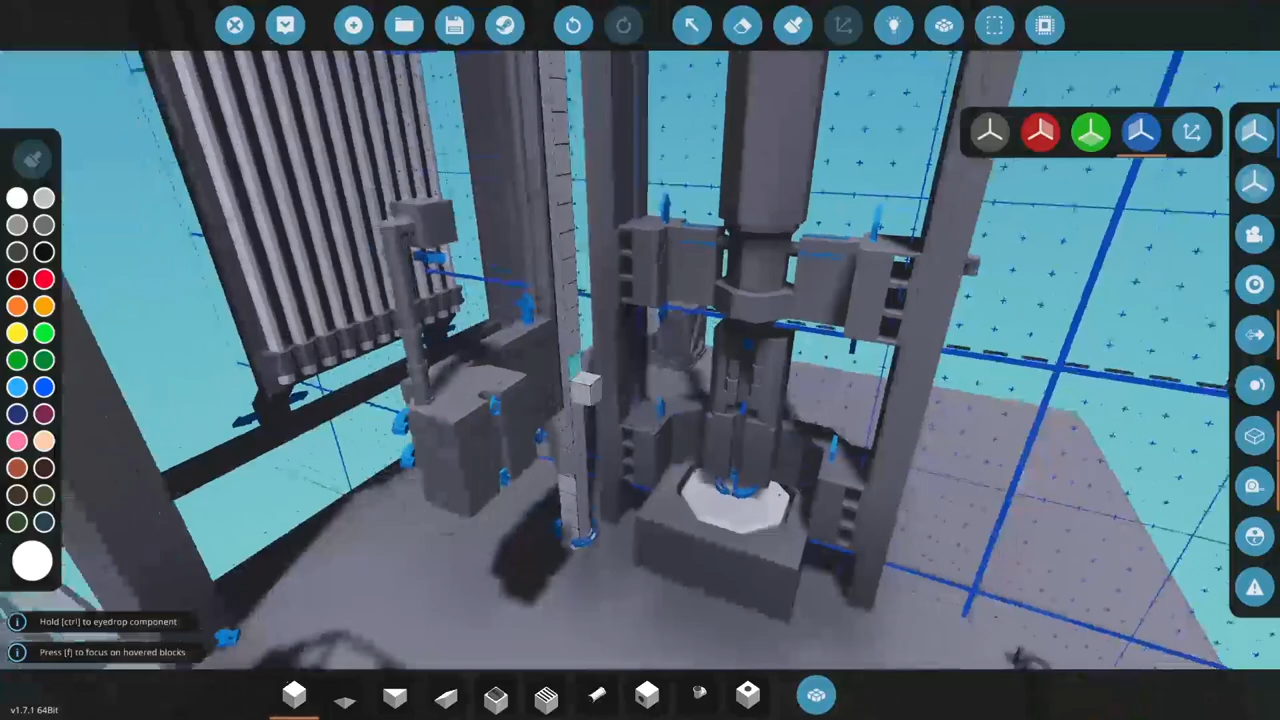 Hold [ctrl] to eyedrop component
Press [f] to focus on hovered blocks
v1.7.1 64Bit